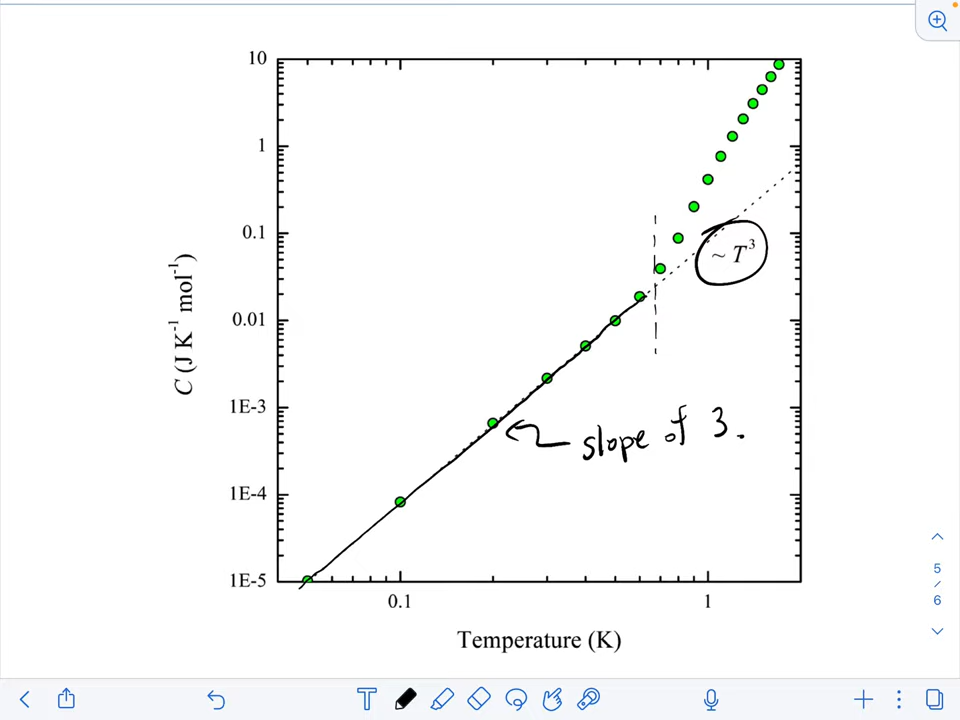 10
1
0.1
~ T³
0.01
C (J K⁻¹ mol⁻¹)
1E-3
slope of 3.
1E-4
1E-5
0.1 1
Temperature (K)
5
/
6
T